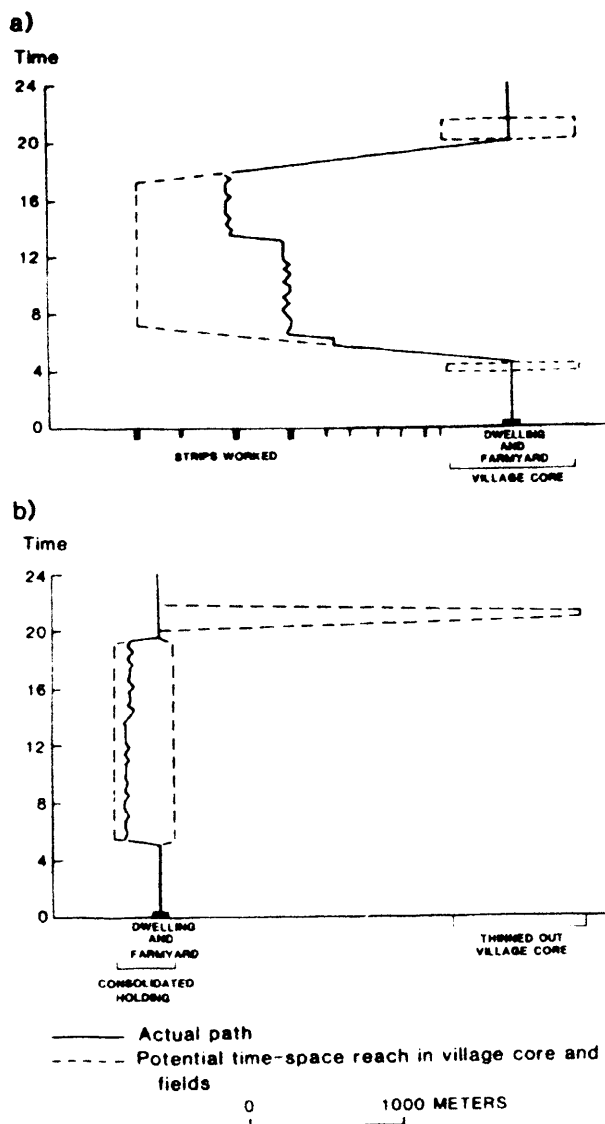 a)
Time
24
20
16
12
8
4
0
STRIPS WORKED
DWELLING
AND
FARMYARD
VILLAGE CORE
b)
Time
24
20
16
12
8
4
0
DWELLING
AND
FARMYARD
CONSOLIDATED
HOLDING
THINNED OUT
VILLAGE CORE
Actual path
Potential time-space reach in village core and
fields
0 1000 METERS